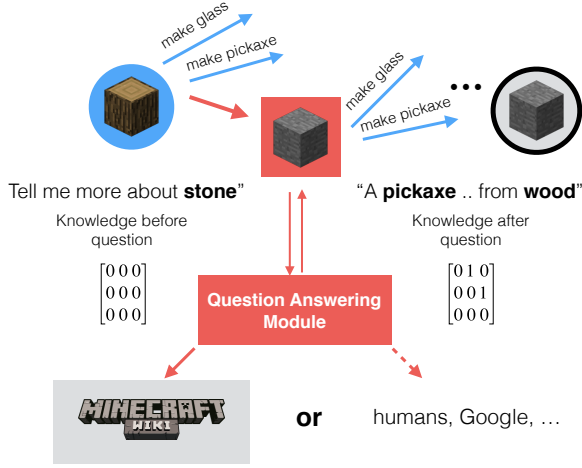 make glass
make pickaxe
make glass
make pickaxe
...
Tell me more about stone”
“A pickaxe .. from wood”
Knowledge before
question
Knowledge after
question
0 0 0
0 0 0
0 0 0
0 1 0
0 0 1
0 0 0
Question Answering
Module
MINECRAFT
WIKI
or
humans, Google, …